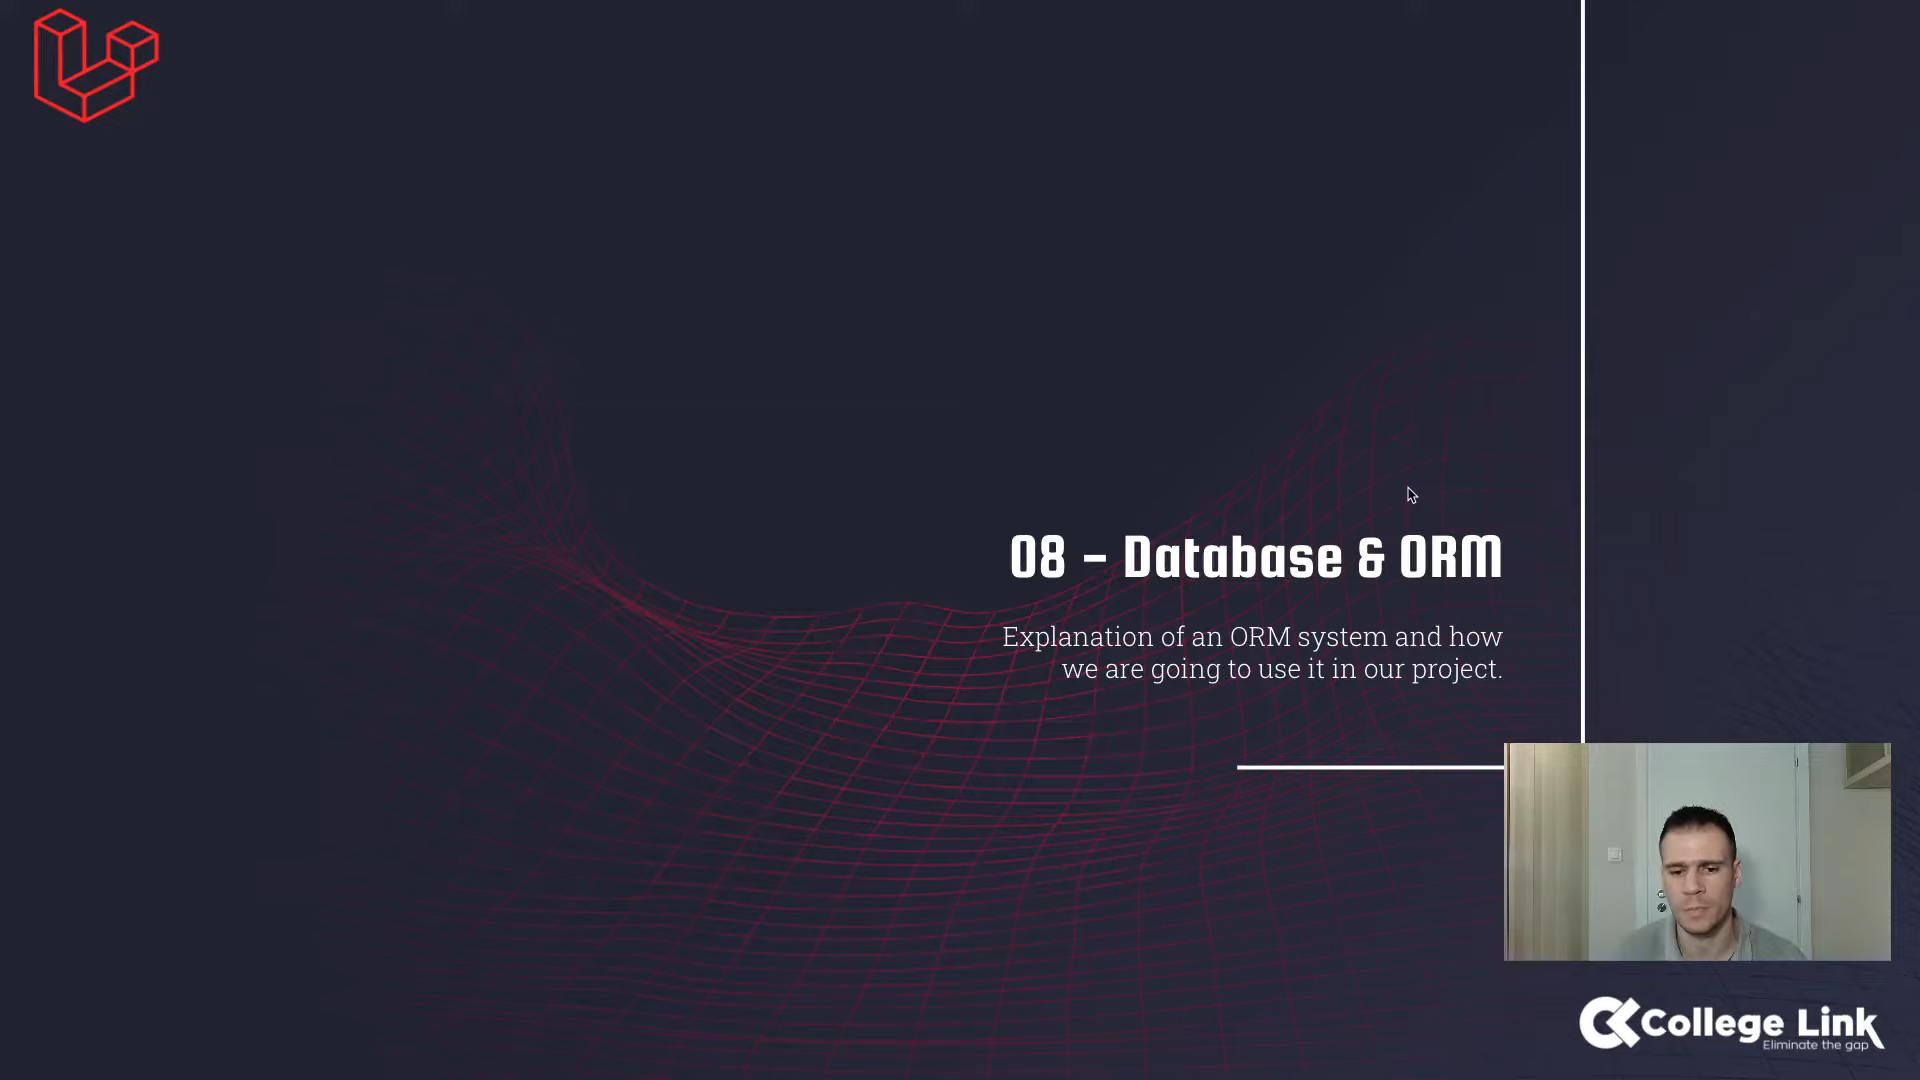 08 - Database & ORM
Explanation of an ORM system and how
we are going to use it in our project.
College Link
Eliminate the gap